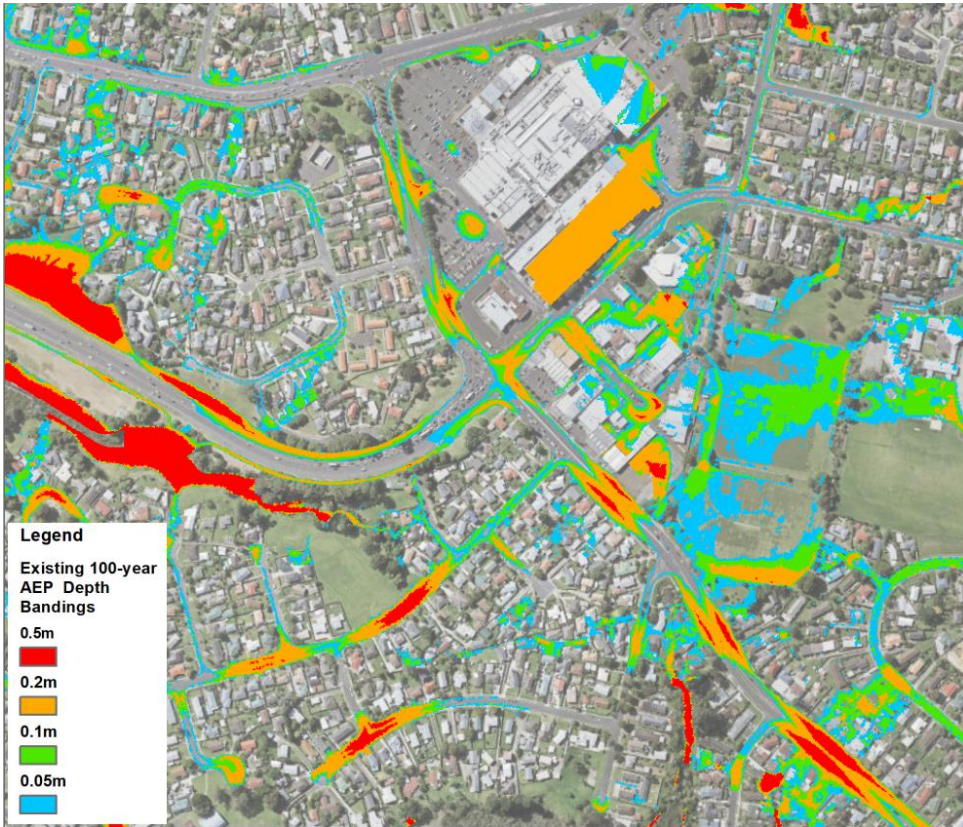 Legend
Existing 100-year
AEP Depth
Bandings
0.5m
0.2m
0.1m
0.05m